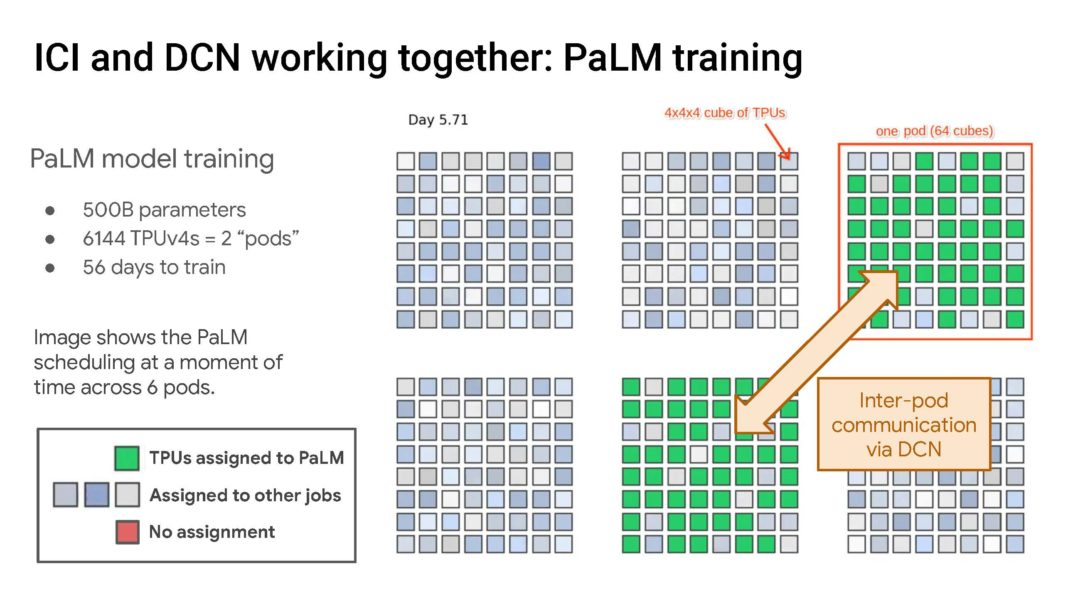 ICI and DCN working together: PaLM training
PaLM model training
● 500B parameters
● 6144 TPUv4s = 2 “pods”
● 56 days to train
Image shows the PaLM
scheduling at a moment of
time across 6 pods.
TPUs assigned to PaLM
Assigned to other jobs
No assignment
Day 5.71
4x4x4 cube of TPUs
one pod (64 cubes)
Inter-pod
communication
via DCN